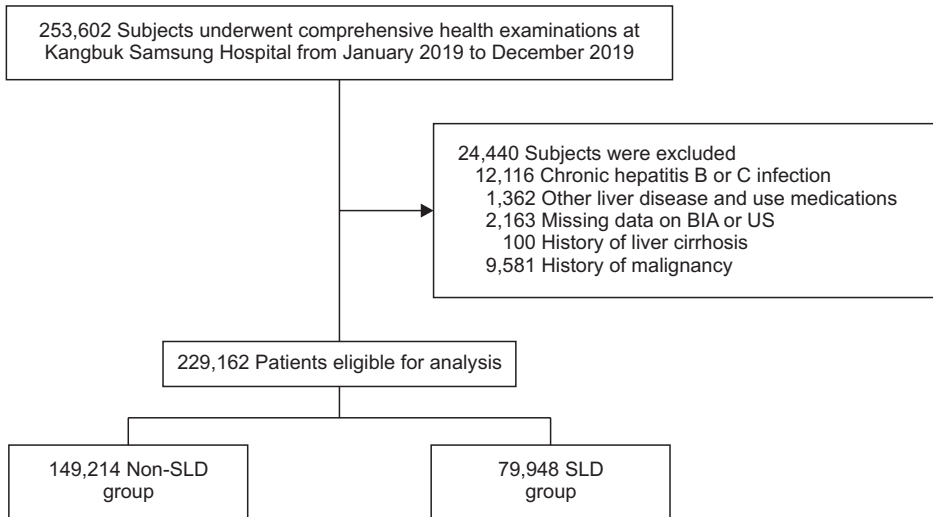 253,602 Subjects underwent comprehensive health examinations at
Kangbuk Samsung Hospital from January 2019 to December 2019
24,440 Subjects were excluded
12,116 Chronic hepatitis B or C infection
1,362 Other liver disease and use medications
2,163 Missing data on BIA or US
100 History of liver cirrhosis
9,581 History of malignancy
229,162 Patients eligible for analysis
149,214 Non-SLD
group
79,948 SLD
group